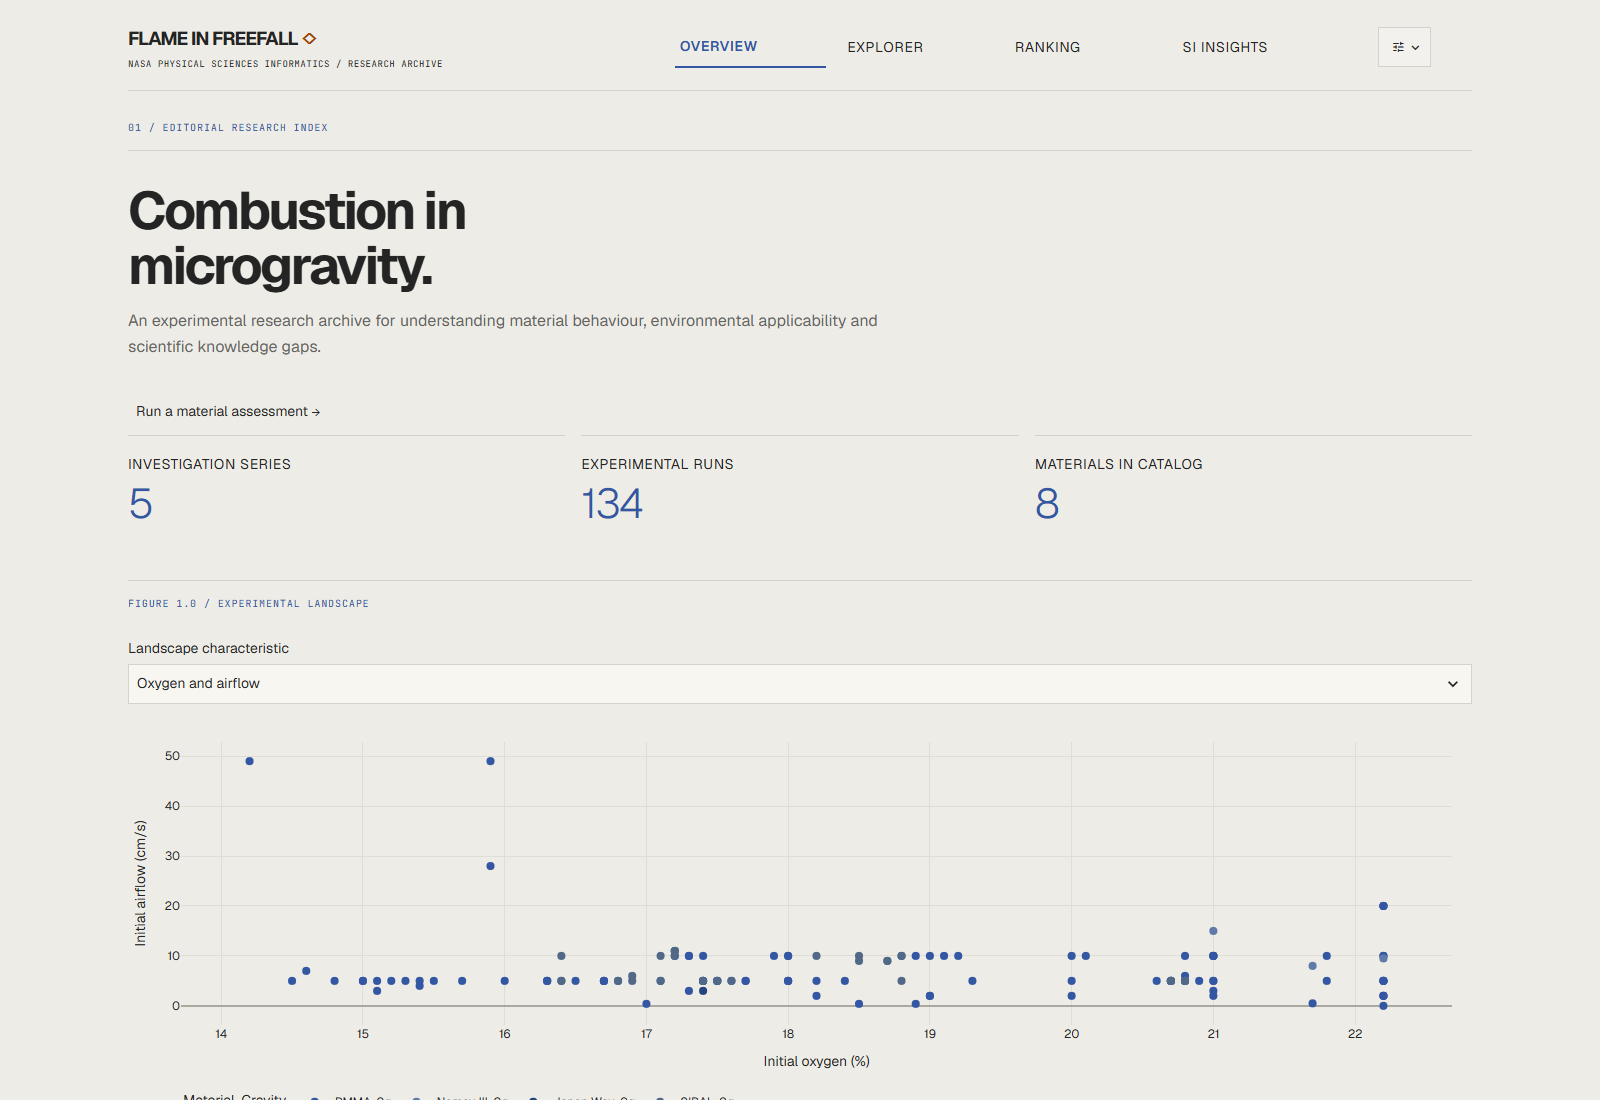 FLAME IN FREEFALL
NASA PHYSICAL SCIENCES INFORMATICS / RESEARCH ARCHIVE
OVERVIEW
EXPLORER
RANKING
SI INSIGHTS
01 / EDITORIAL RESEARCH INDEX
Combustion in
microgravity.
An experimental research archive for understanding material behaviour, environmental applicability and
scientific knowledge gaps.
Run a material assessment →
INVESTIGATION SERIES
5
EXPERIMENTAL RUNS
134
MATERIALS IN CATALOG
8
FIGURE 1.0 / EXPERIMENTAL LANDSCAPE
Landscape characteristic
Oxygen and airflow
Initial airflow (cm/s)
50
40
30
20
10
0
14 15 16 17 18 19 20 21 22
Initial oxygen (%)
Material, Gravity